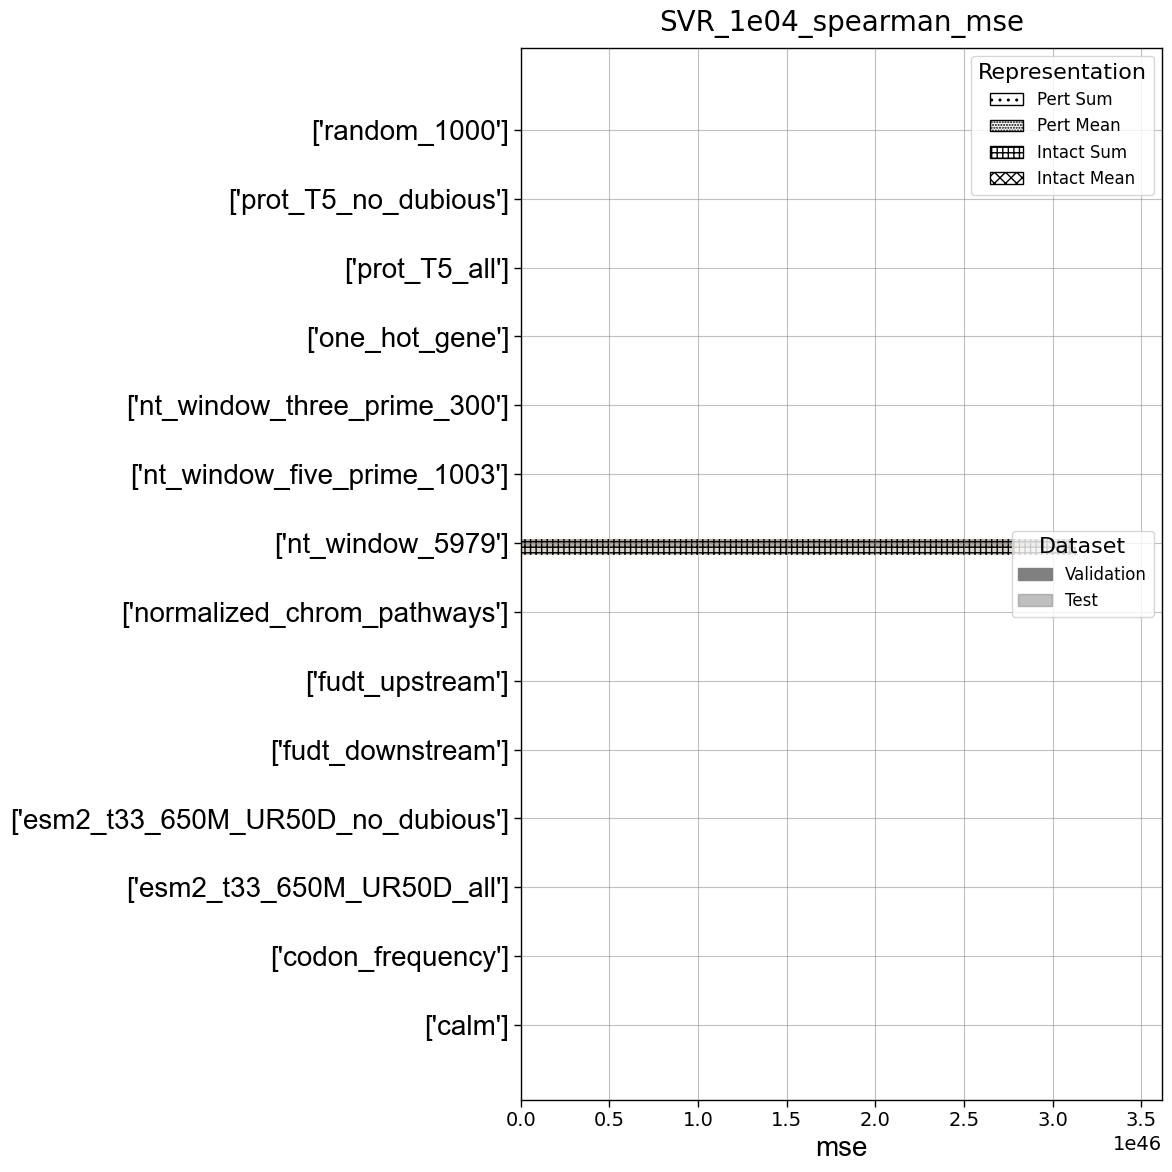 SVR_1e04_spearman_mse
Representation
Pert Sum
Pert Mean
Intact Sum
Intact Mean
['random_1000']
['prot_T5_no_dubious']
['prot_T5_all']
['one_hot_gene']
['nt_window_three_prime_300']
['nt_window_five_prime_1003']
['nt_window_5979']
Dataset
Validation
Test
['normalized_chrom_pathways']
['fudt_upstream']
['fudt_downstream']
['esm2_t33_650M_UR50D_no_dubious']
['esm2_t33_650M_UR50D_all']
['codon_frequency']
['calm']
0.0 0.5 1.0 1.5 2.0 2.5 3.0 3.5
1e46
mse